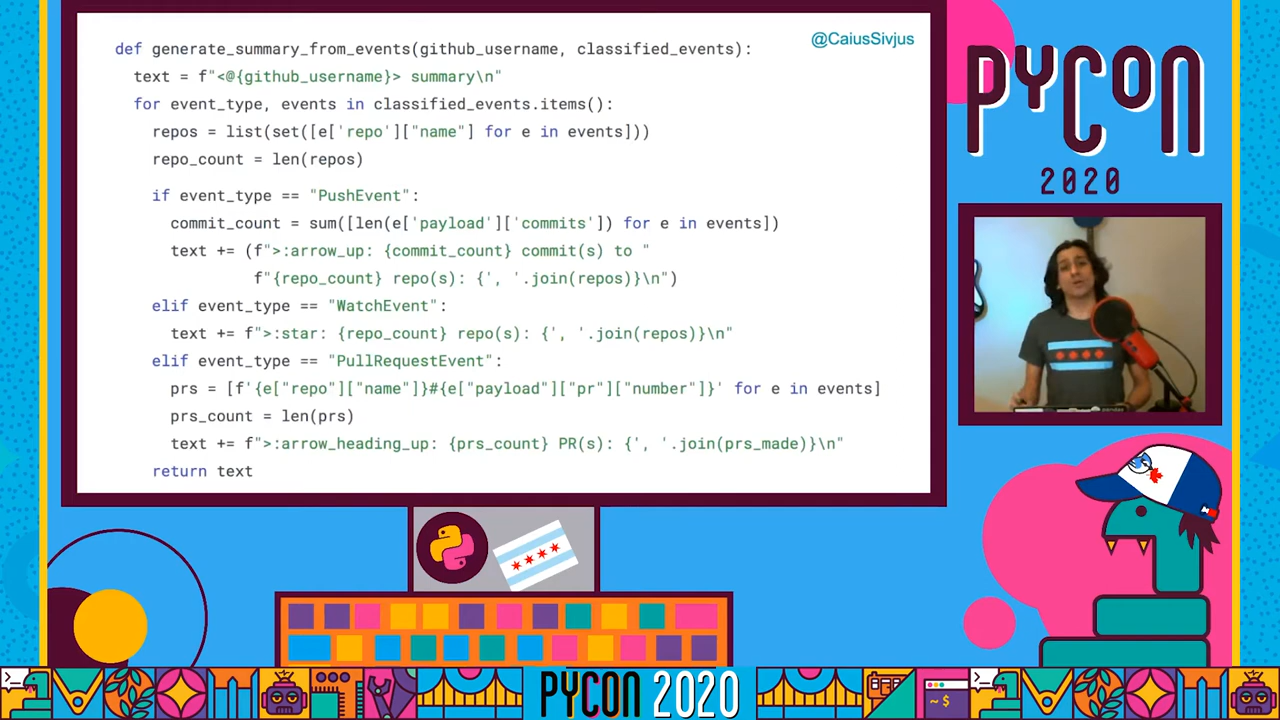 @CaiusSivjus
def generate_summary_from_events(github_username, classified_events):
text = f"<@{github_username}> summary\n"
for event_type, events in classified_events.items():
repos = list(set([e['repo']["name"] for e in events]))
repo_count = len(repos)
if event_type == "PushEvent":
commit_count = sum([len(e['payload']['commits']) for e in events])
text += (f">:arrow_up: {commit_count} commit(s) to "
f"{repo_count} repo(s): {', '.join(repos)}\n")
elif event_type == "WatchEvent":
text += f">:star: {repo_count} repo(s): {', '.join(repos)}\n"
elif event_type == "PullRequestEvent":
prs = [f'{e["repo"]["name"]}#{e["payload"]["pr"]["number"]}' for e in events]
prs_count = len(prs)
text += f">:arrow_heading_up: {prs_count} PR(s): {', '.join(prs_made)}\n"
return text
PYCON
2020
PYCON 2020
~ $